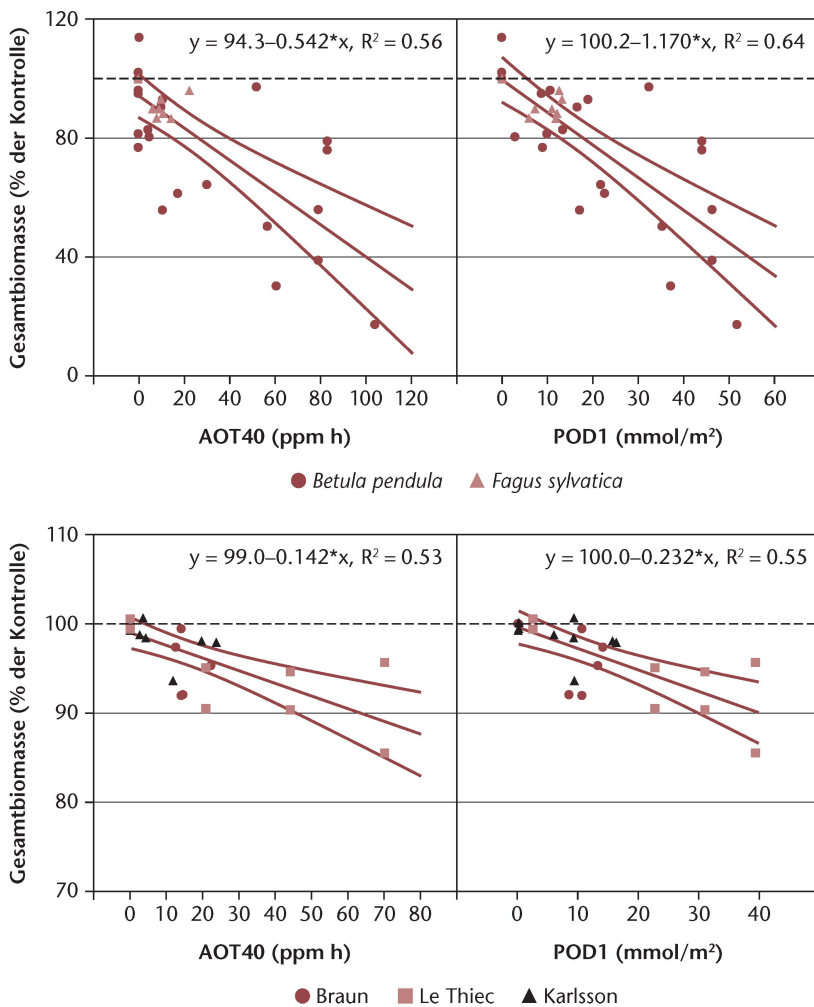 y = 94.3–0.542*x, R² = 0.56
y = 100.2–1.170*x, R² = 0.64
Gesamtbiomasse (% der Kontrolle)
120
80
40
0
0 20 40 60 80 100 120
0 10 20 30 40 50 60
AOT40 (ppm h)
POD1 (mmol/m²)
Betula pendula
Fagus sylvatica
y = 99.0–0.142*x, R² = 0.53
y = 100.0–0.232*x, R² = 0.55
Gesamtbiomasse (% der Kontrolle)
110
100
90
80
70
0 10 20 30 40 50 60 70 80
0 10 20 30 40
AOT40 (ppm h)
POD1 (mmol/m²)
Braun
Le Thiec
Karlsson